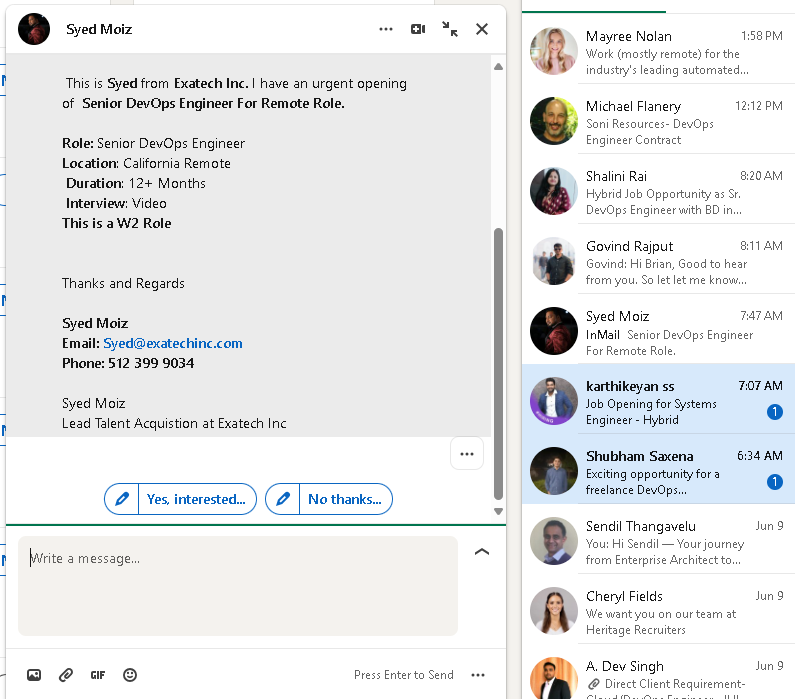 Syed Moiz
This is Syed from Exatech Inc. I have an urgent opening
of Senior DevOps Engineer For Remote Role.
Role: Senior DevOps Engineer
Location: California Remote
Duration: 12+ Months
Interview: Video
This is a W2 Role
Thanks and Regards
Syed Moiz
Email: Syed@exatechinc.com
Phone: 512 399 9034
Syed Moiz
Lead Talent Acquistion at Exatech Inc
Yes, interested...
No thanks...
Write a message...
GIF
Press Enter to Send
Mayree Nolan 1:58 PM
Work (mostly remote) for the
industry's leading automated...
Michael Flanery 12:12 PM
Soni Resources- DevOps
Engineer Contract
Shalini Rai 8:20 AM
Hybrid Job Opportunity as Sr.
DevOps Engineer with BD in...
Govind Rajput 8:11 AM
Govind: Hi Brian, Good to hear
from you. So let let me know...
Syed Moiz 7:47 AM
InMail Senior DevOps Engineer
For Remote Role.
karthikeyan ss 7:07 AM
Job Opening for Systems
Engineer - Hybrid
1
Shubham Saxena 6:34 AM
Exciting opportunity for a
freelance DevOps...
1
Sendil Thangavelu Jun 9
You: Hi Sendil — Your journey
from Enterprise Architect to...
Cheryl Fields Jun 9
We want you on our team at
Heritage Recruiters
A. Dev Singh Jun 9
Direct Client Requirement-